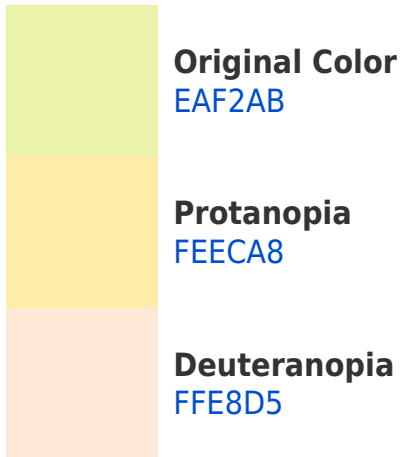 Original Color
EAF2AB
Protanopia
FEECA8
Deuteranopia
FFE8D5